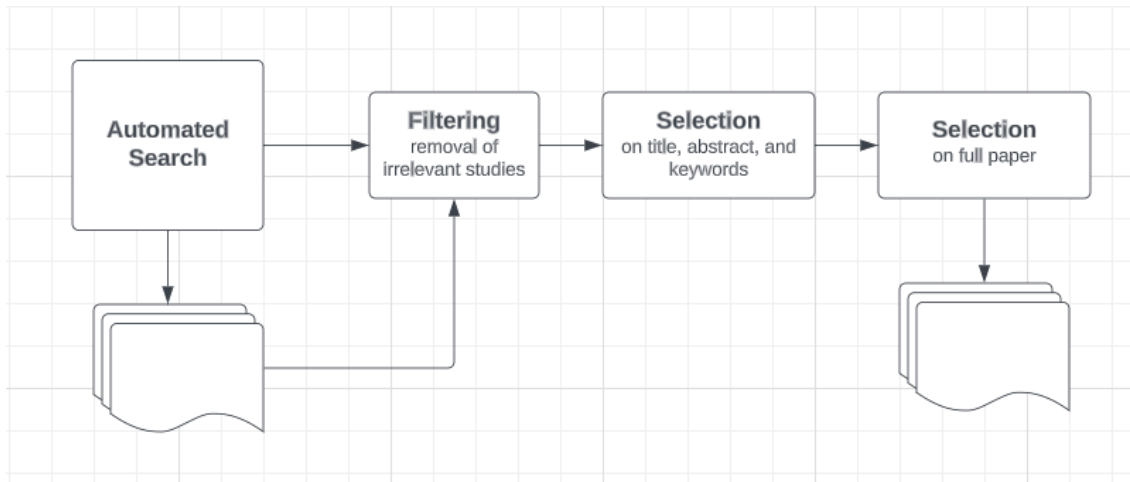 Automated
Search
Filtering
removal of
irrelevant studies
Selection
on title, abstract, and
keywords
Selection
on full paper